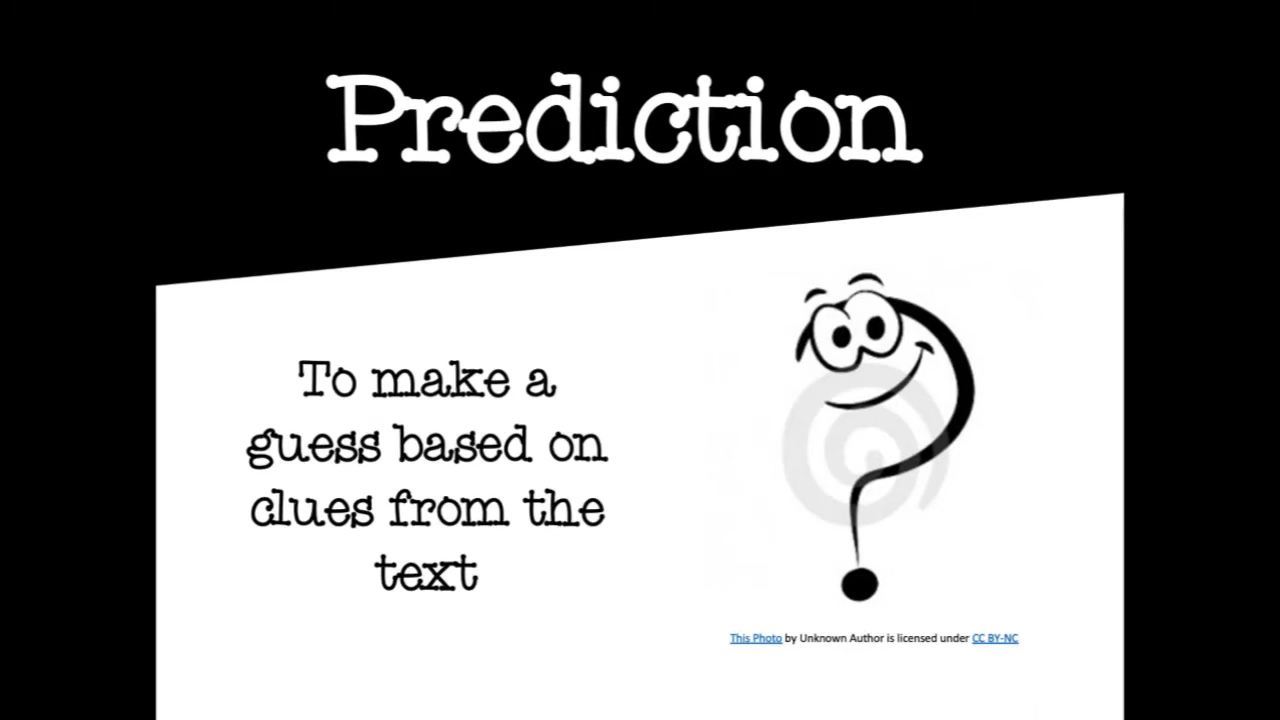 Prediction
To make a
guess based on
clues from the
text
This Photo by Unknown Author is licensed under CC BY-NC